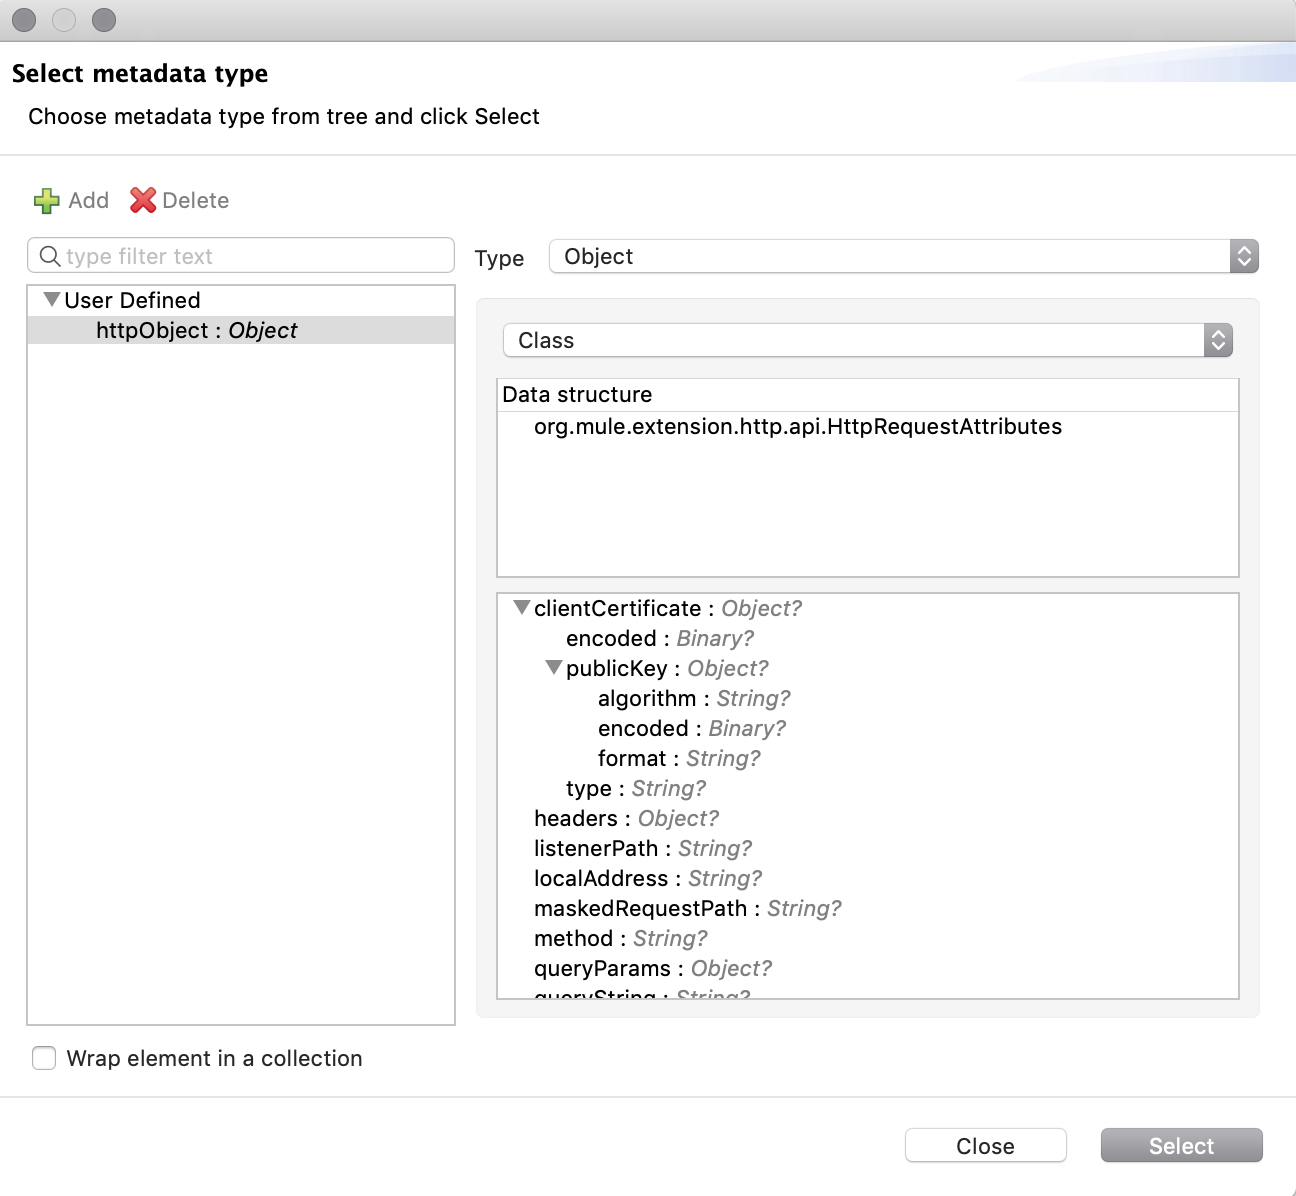 Select metadata type
Choose metadata type from tree and click Select
Add Delete
type filter text
Type Object
User Defined
httpObject : Object
Class
Data structure
org.mule.extension.http.api.HttpRequestAttributes
clientCertificate : Object?
encoded : Binary?
publicKey : Object?
algorithm : String?
encoded : Binary?
format : String?
type : String?
headers : Object?
listenerPath : String?
localAddress : String?
maskedRequestPath : String?
method : String?
queryParams : Object?
queryString : String?
Wrap element in a collection
Close Select